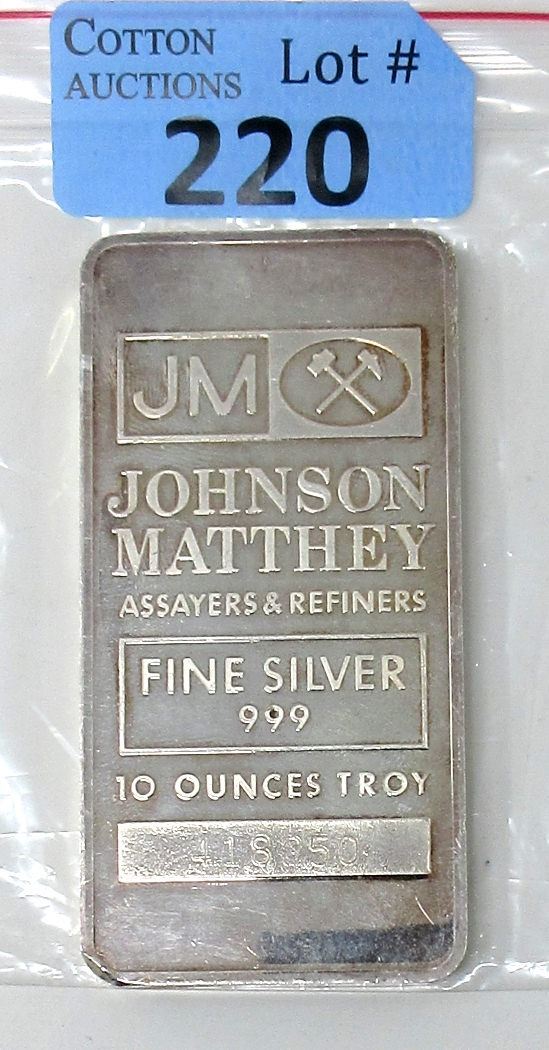 COTTON
AUCTIONS
Lot #
220
JM
JOHNSON
MATTHEY
ASSAYERS & REFINERS
FINE SILVER
999
10 OUNCES TROY